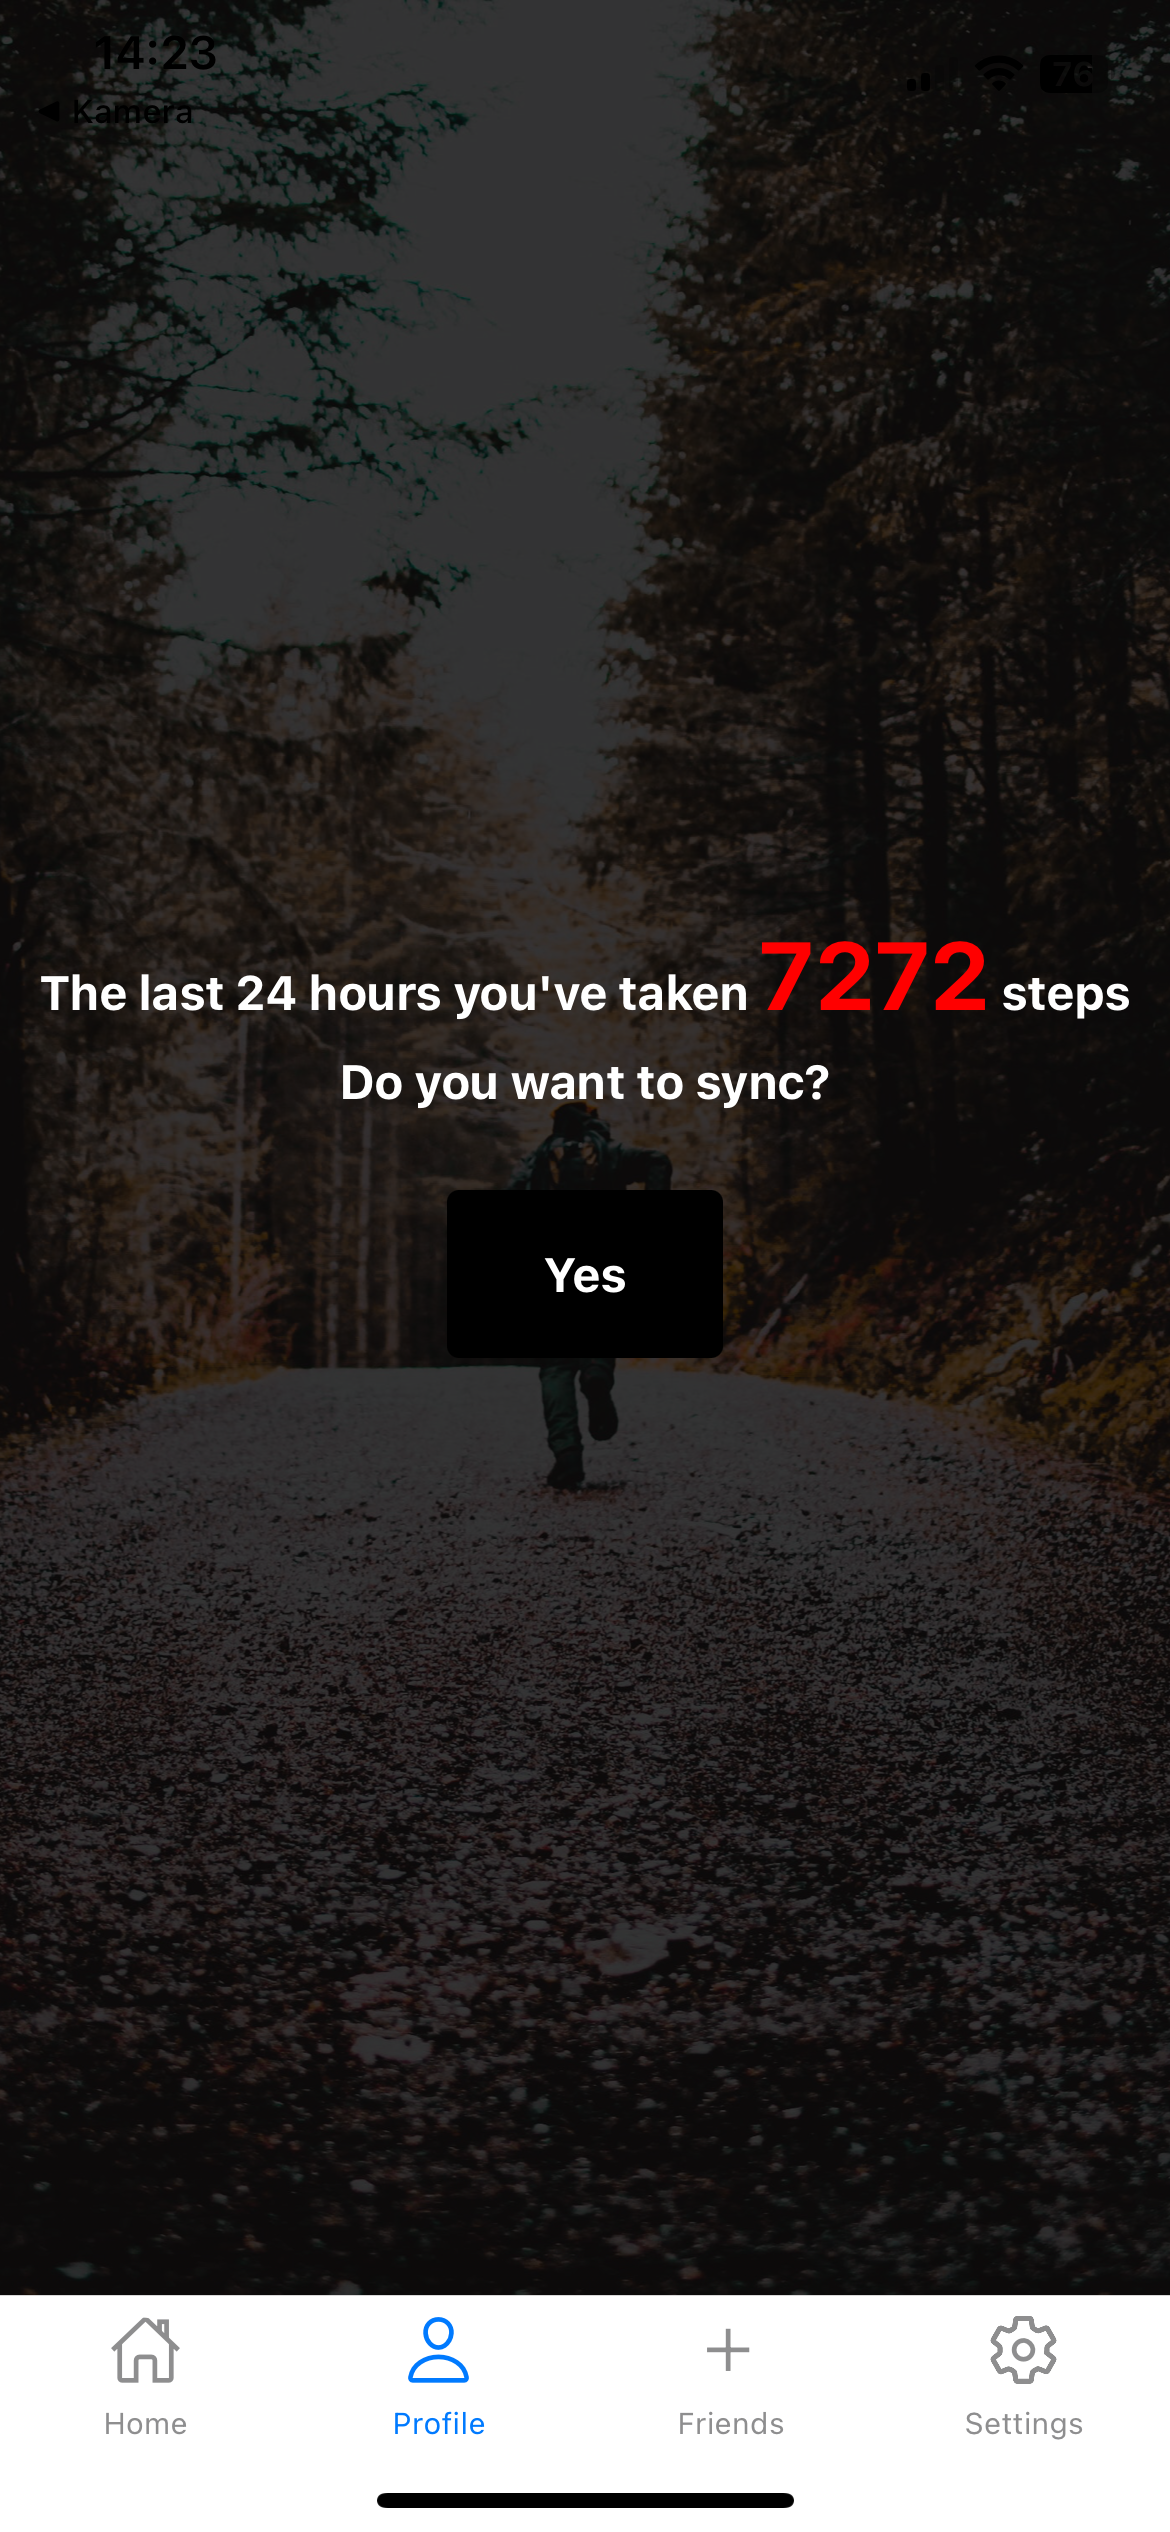 14:23
76
◀ Kamera
The last 24 hours you've taken 7272 steps
Do you want to sync?
Yes
Home
Profile
Friends
Settings